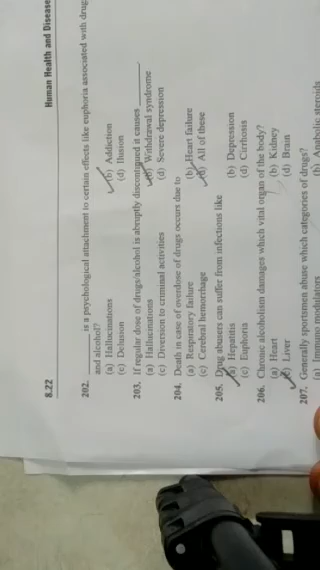 8.22 Human Health and Disease
202. is a psychological attachment to certain effects like euphoria associated with drug
and alcohol?
(a) Hallucinations (b) Addiction
(c) Delusion (d) Ilusion
203. If regular dose of drugs/alcohol is abruptly discontinued it causes
(a) Hallucinations (b) Withdrawal syndrome
(c) Diversion to criminal activities (d) Severe depression
204. Death in case of overdose of drugs occurs due to
(a) Respiratory failure (b) Heart failure
(c) Cerebral hemorrhage (d) All of these
205. Drug abusers can suffer from infections like
(a) Hepatitis (b) Depression
(c) Euphoria (d) Cirrhosis
206. Chronic alcoholism damages which vital organ of the body?
(a) Heart (b) Kidney
(c) Liver (d) Brain
207. Generally sportsmen abuse which categories of drugs?
(a) Immuno modulators (b) Anabolic steroids